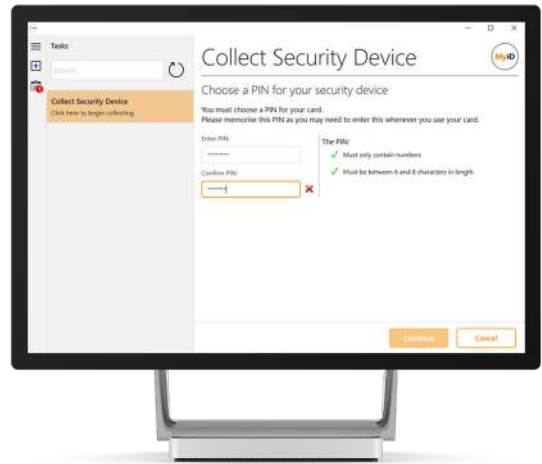 Tasks
Search
Collect Security Device
Click here to begin collecting
Collect Security Device
MyiD
Choose a PIN for your security device
You must choose a PIN for your card.
Please memorise this PIN as you may need to enter this whenever you use your card.
Enter PIN:
The PIN:
Must only contain numbers
Must be between 6 and 8 characters in length
Confirm PIN:
Continue
Cancel